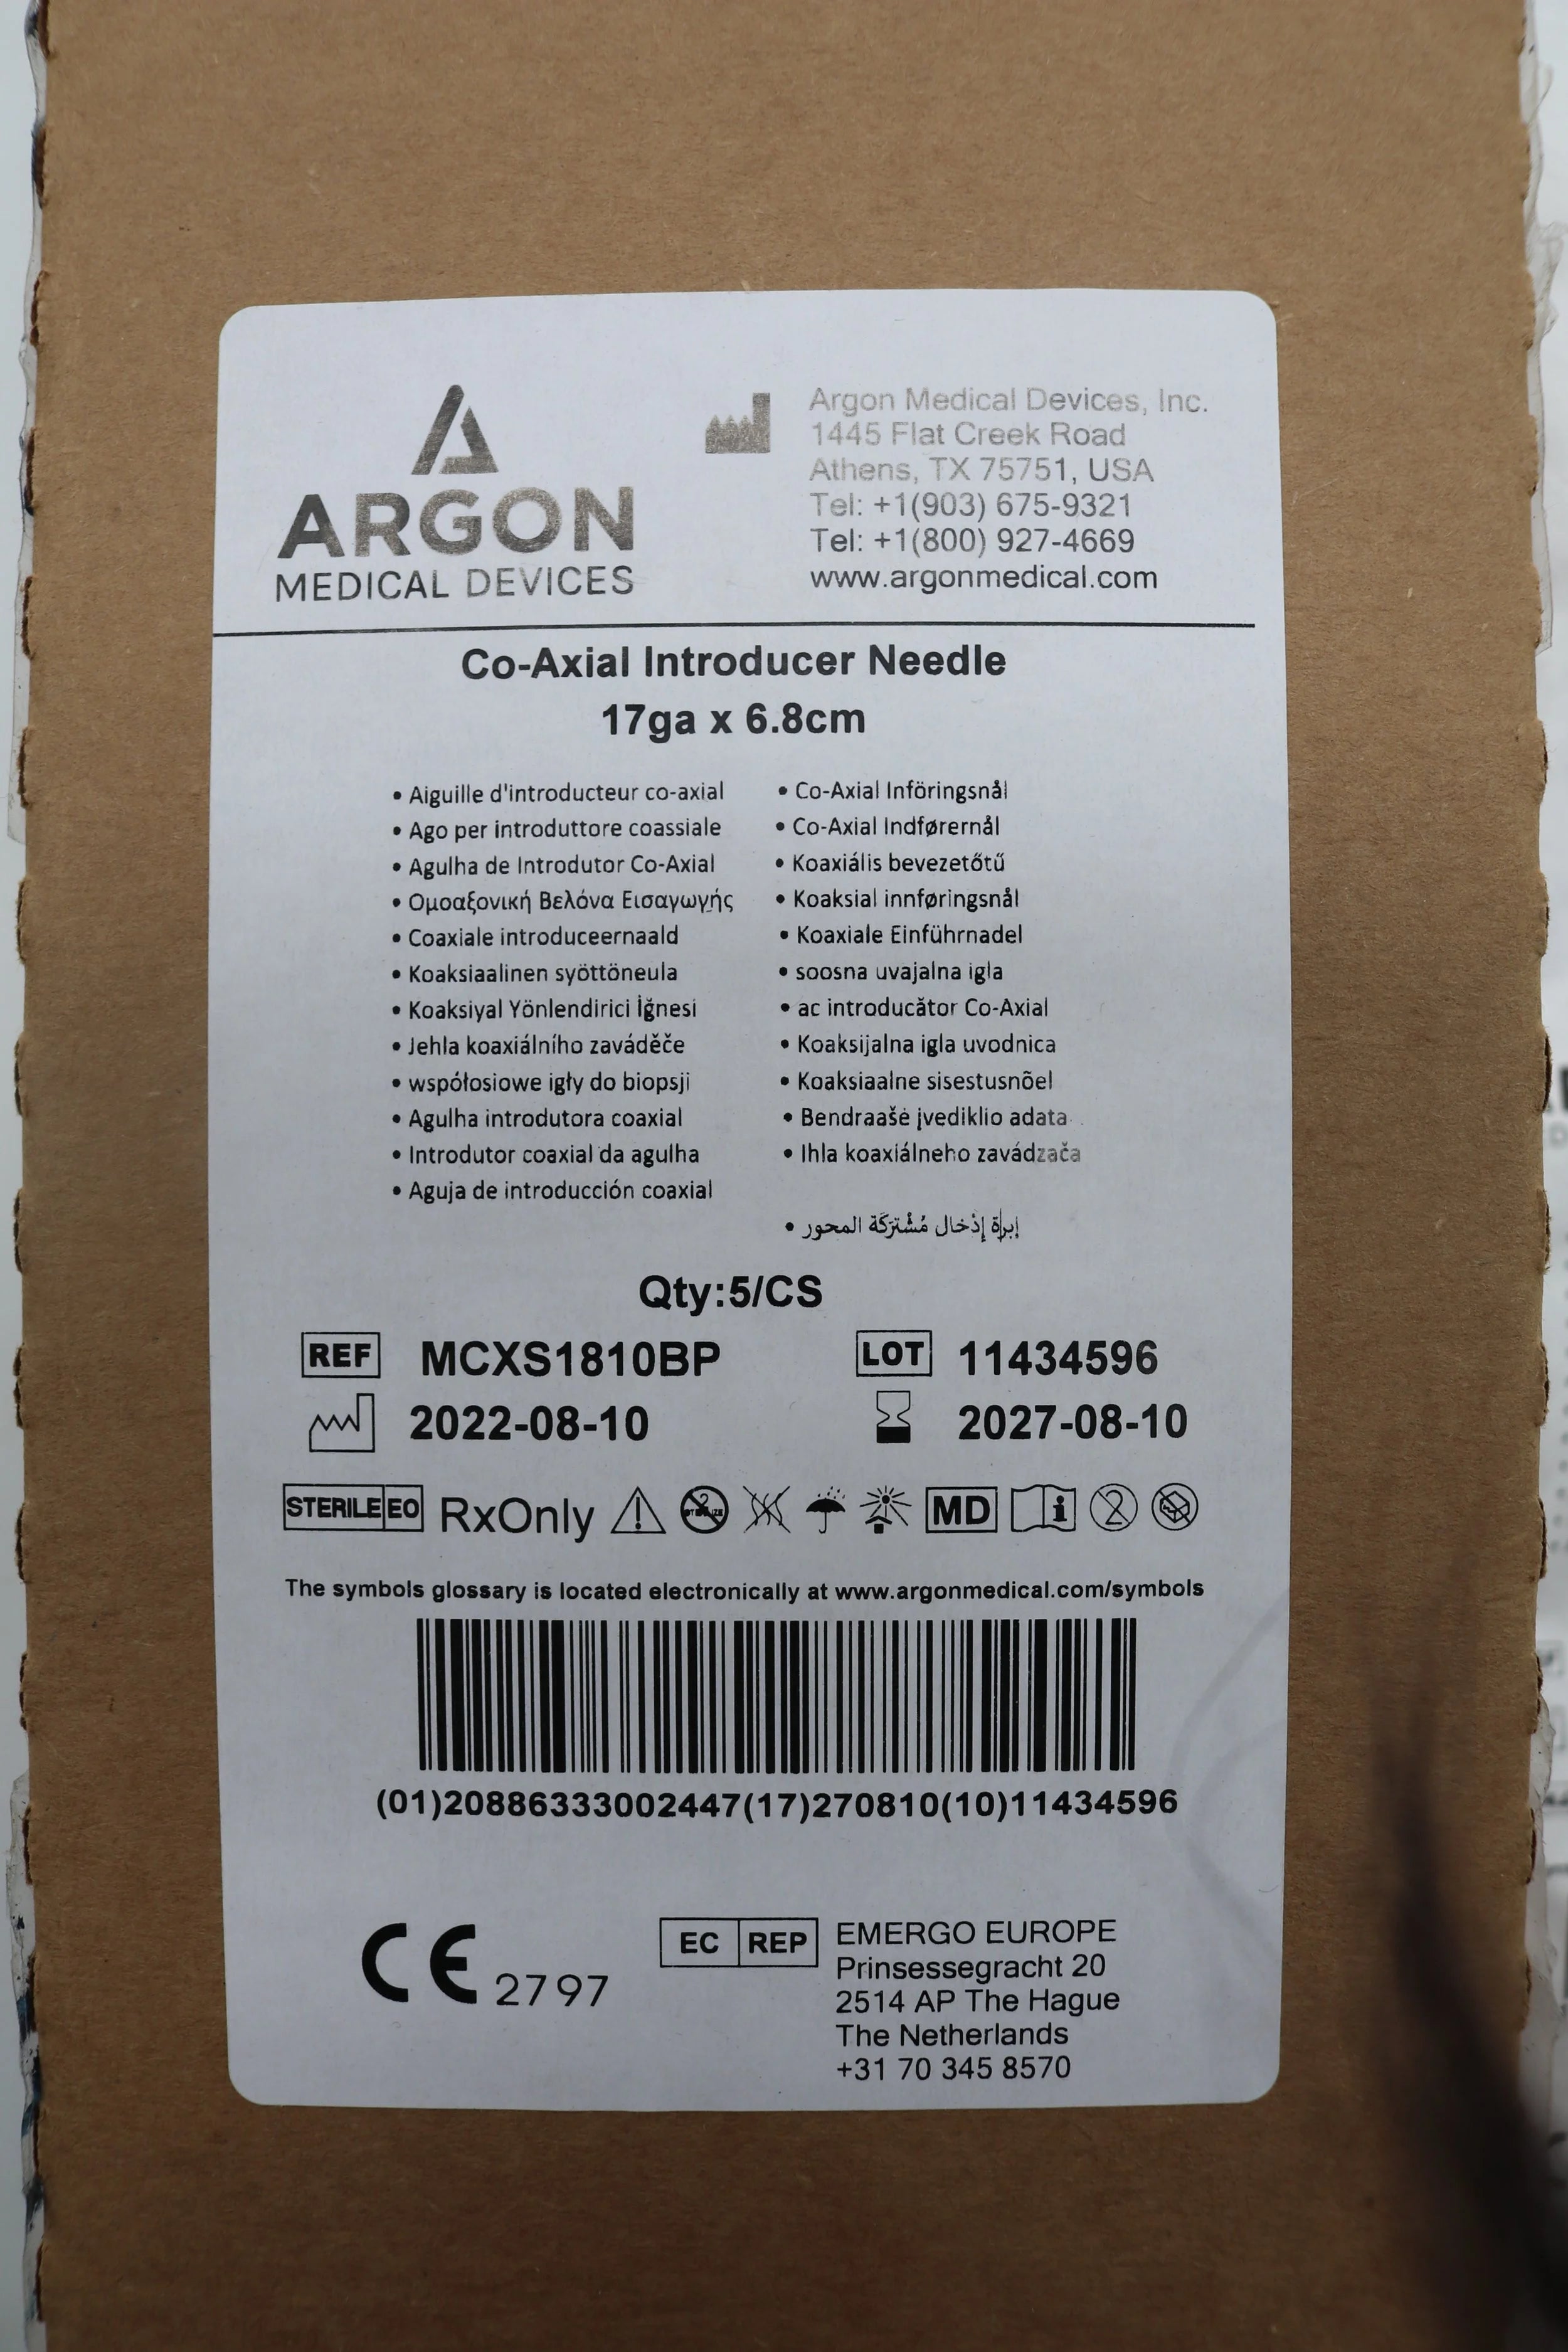 ARGON
MEDICAL DEVICES
Argon Medical Devices, Inc.
1445 Flat Creek Road
Athens, TX 75751, USA
Tel: +1(903) 675-9321
Tel: +1(800) 927-4669
www.argonmedical.com
Co-Axial Introducer Needle
17ga x 6.8cm
• Aiguille d'introducteur co-axial
• Ago per introduttore coassiale
• Agulha de Introdutor Co-Axial
• Ομοαξονική Βελόνα Εισαγωγής
• Coaxiale introduceernaald
• Koaksiaalinen syöttöneula
• Koaksiyal Yönlendirici İğnesi
• Jehla koaxiálního zaváděče
• współosiowe igły do biopsji
• Agulha introdutora coaxial
• Introdutor coaxial da agulha
• Aguja de introducción coaxial
• Co-Axial Införingsnål
• Co-Axial Indførernål
• Koaxiális bevezetőtű
• Koaksial innføringsnål
• Koaxiale Einführnadel
• soosna uvajalna igla
• ac introducător Co-Axial
• Koaksijalna igla uvodnica
• Koaksiaalne sisestusnõel
• Bendraašė įvediklio adata
• Ihla koaxiálneho zavádzača
• إبرة إدْخال مُشْتَرَكَة المحور
Qty:5/CS
REF MCXS1810BP LOT 11434596
2022-08-10 2027-08-10
STERILE EO RxOnly MD i 2
The symbols glossary is located electronically at www.argonmedical.com/symbols
(01)20886333002447(17)270810(10)11434596
CE 2797
EC REP
EMERGO EUROPE
Prinsessegracht 20
2514 AP The Hague
The Netherlands
+31 70 345 8570